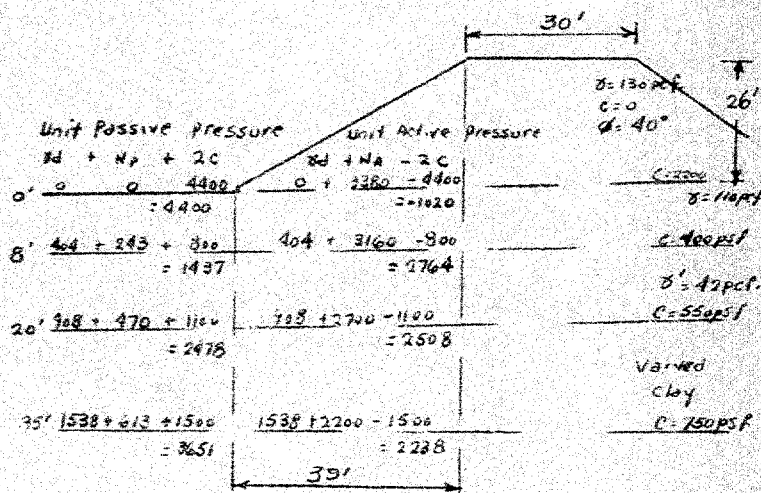 30'
γ=130 pcf.
c=0
φ=40°
26'
Unit Passive Pressure
γd + Np + 2c
Unit Active Pressure
γd + NA - 2c
0' 0 0 4400
= 4400
0 + 3380 - 4400
= -1020
C=2200
γ=110pcf
8' 404 + 243 + 800
= 1437
404 + 3160 - 800
= 2764
C=400psf
γ'=42pcf.
20' 908 + 470 + 1100
= 2478
908 + 2700 - 1100
= 2508
C=550psf
Varved
Clay
35' 1538 + 613 + 1500
= 3651
1538 + 2200 - 1500
= 2238
C=750psf
39'